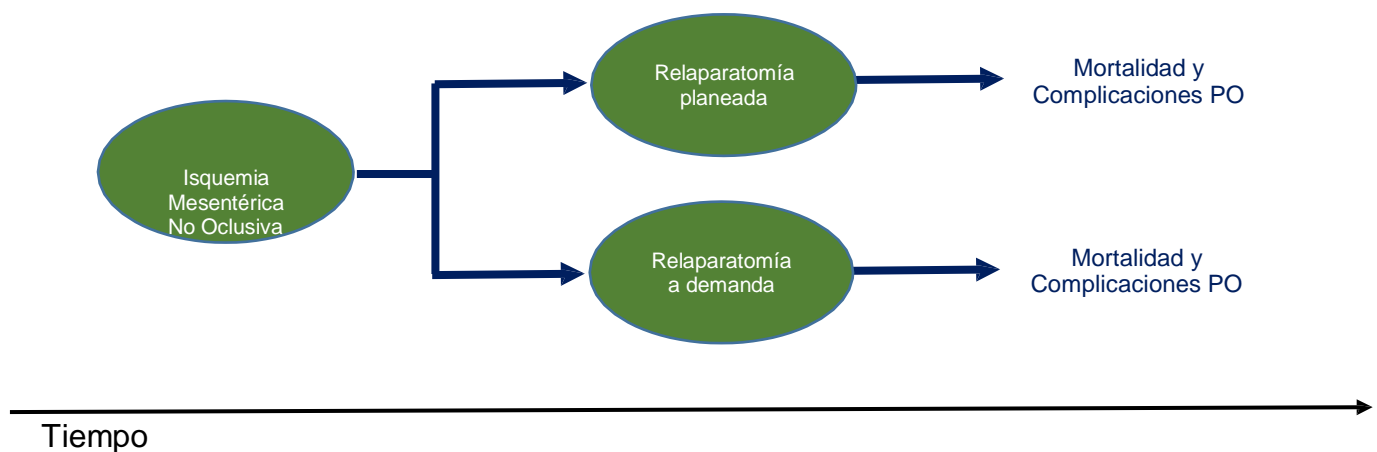 Isquemia
Mesentérica
No Oclusiva
Relaparatomía
planeada
Mortalidad y
Complicaciones PO
Relaparatomía
a demanda
Mortalidad y
Complicaciones PO
Tiempo